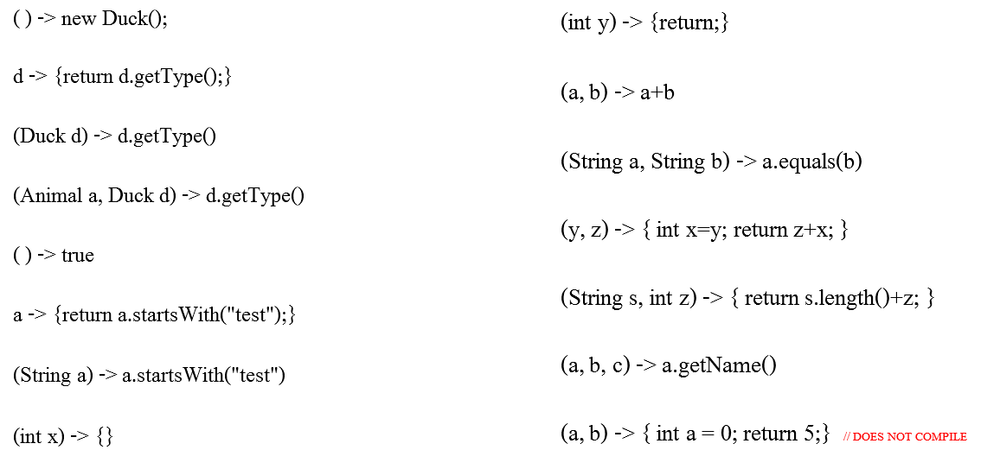 ( ) -> new Duck();
d -> {return d.getType();}
(Duck d) -> d.getType()
(Animal a, Duck d) -> d.getType()
( ) -> true
a -> {return a.startsWith("test");}
(String a) -> a.startsWith("test")
(int x) -> {}
(int y) -> {return;}
(a, b) -> a+b
(String a, String b) -> a.equals(b)
(y, z) -> { int x=y; return z+x; }
(String s, int z) -> { return s.length()+z; }
(a, b, c) -> a.getName()
(a, b) -> { int a = 0; return 5;} // DOES NOT COMPILE